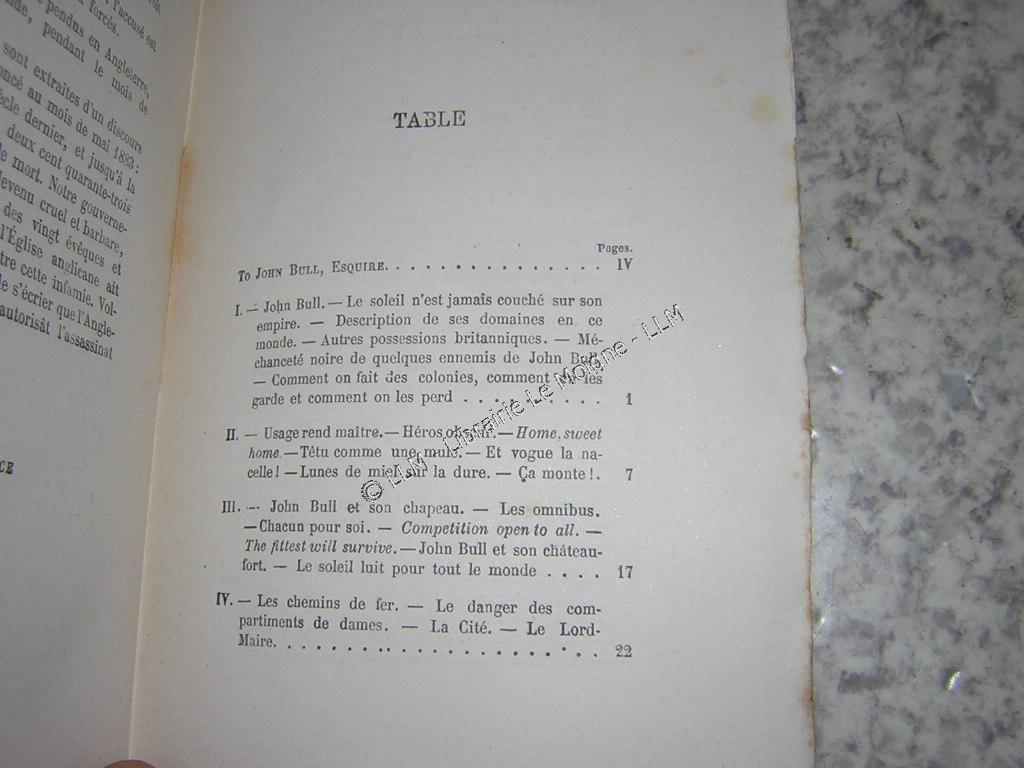 l'accusé est
forcés.
pendus en Angleterre,
pendant le mois de
sont extraites d'un discours
au mois de mai 1883 :
dernier, et jusqu'à la
deux cent quarante-trois
mort. Notre gouverne-
cruel et barbare,
des vingt évêques et
l'Église anglicane ait
cette infamie. Vol-
s'écrier que l'Angle-
autorisât l'assassinat
TABLE
Pages.
To John Bull, Esquire. . . . . . . . . . . . . . . . IV
I. — John Bull. — Le soleil n'est jamais couché sur son
empire. — Description de ses domaines en ce
monde. — Autres possessions britanniques. — Mé-
chanceté noire de quelques ennemis de John Bull.
— Comment on fait des colonies, comment on les
garde et comment on les perd . . . . . . . . . . 1
II. — Usage rend maître. — Héros obscur. — Home, sweet
home. — Têtu comme une mule. — Et vogue la na-
celle ! — Lunes de miel sur la dure. — Ça monte !. 7
III. — John Bull et son chapeau. — Les omnibus.
— Chacun pour soi. — Competition open to all. —
The fittest will survive. — John Bull et son château-
fort. — Le soleil luit pour tout le monde . . . . 17
IV. — Les chemins de fer. — Le danger des com-
partiments de dames. — La Cité. — Le Lord-
Maire. . . . . . . . . . . . . . . . . . . . . 22
© LLM - Librairie Le Moine - LLM